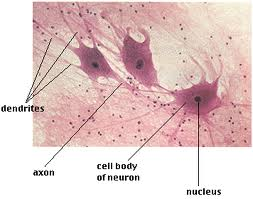 dendrites
axon
cell body
of neuron
nucleus